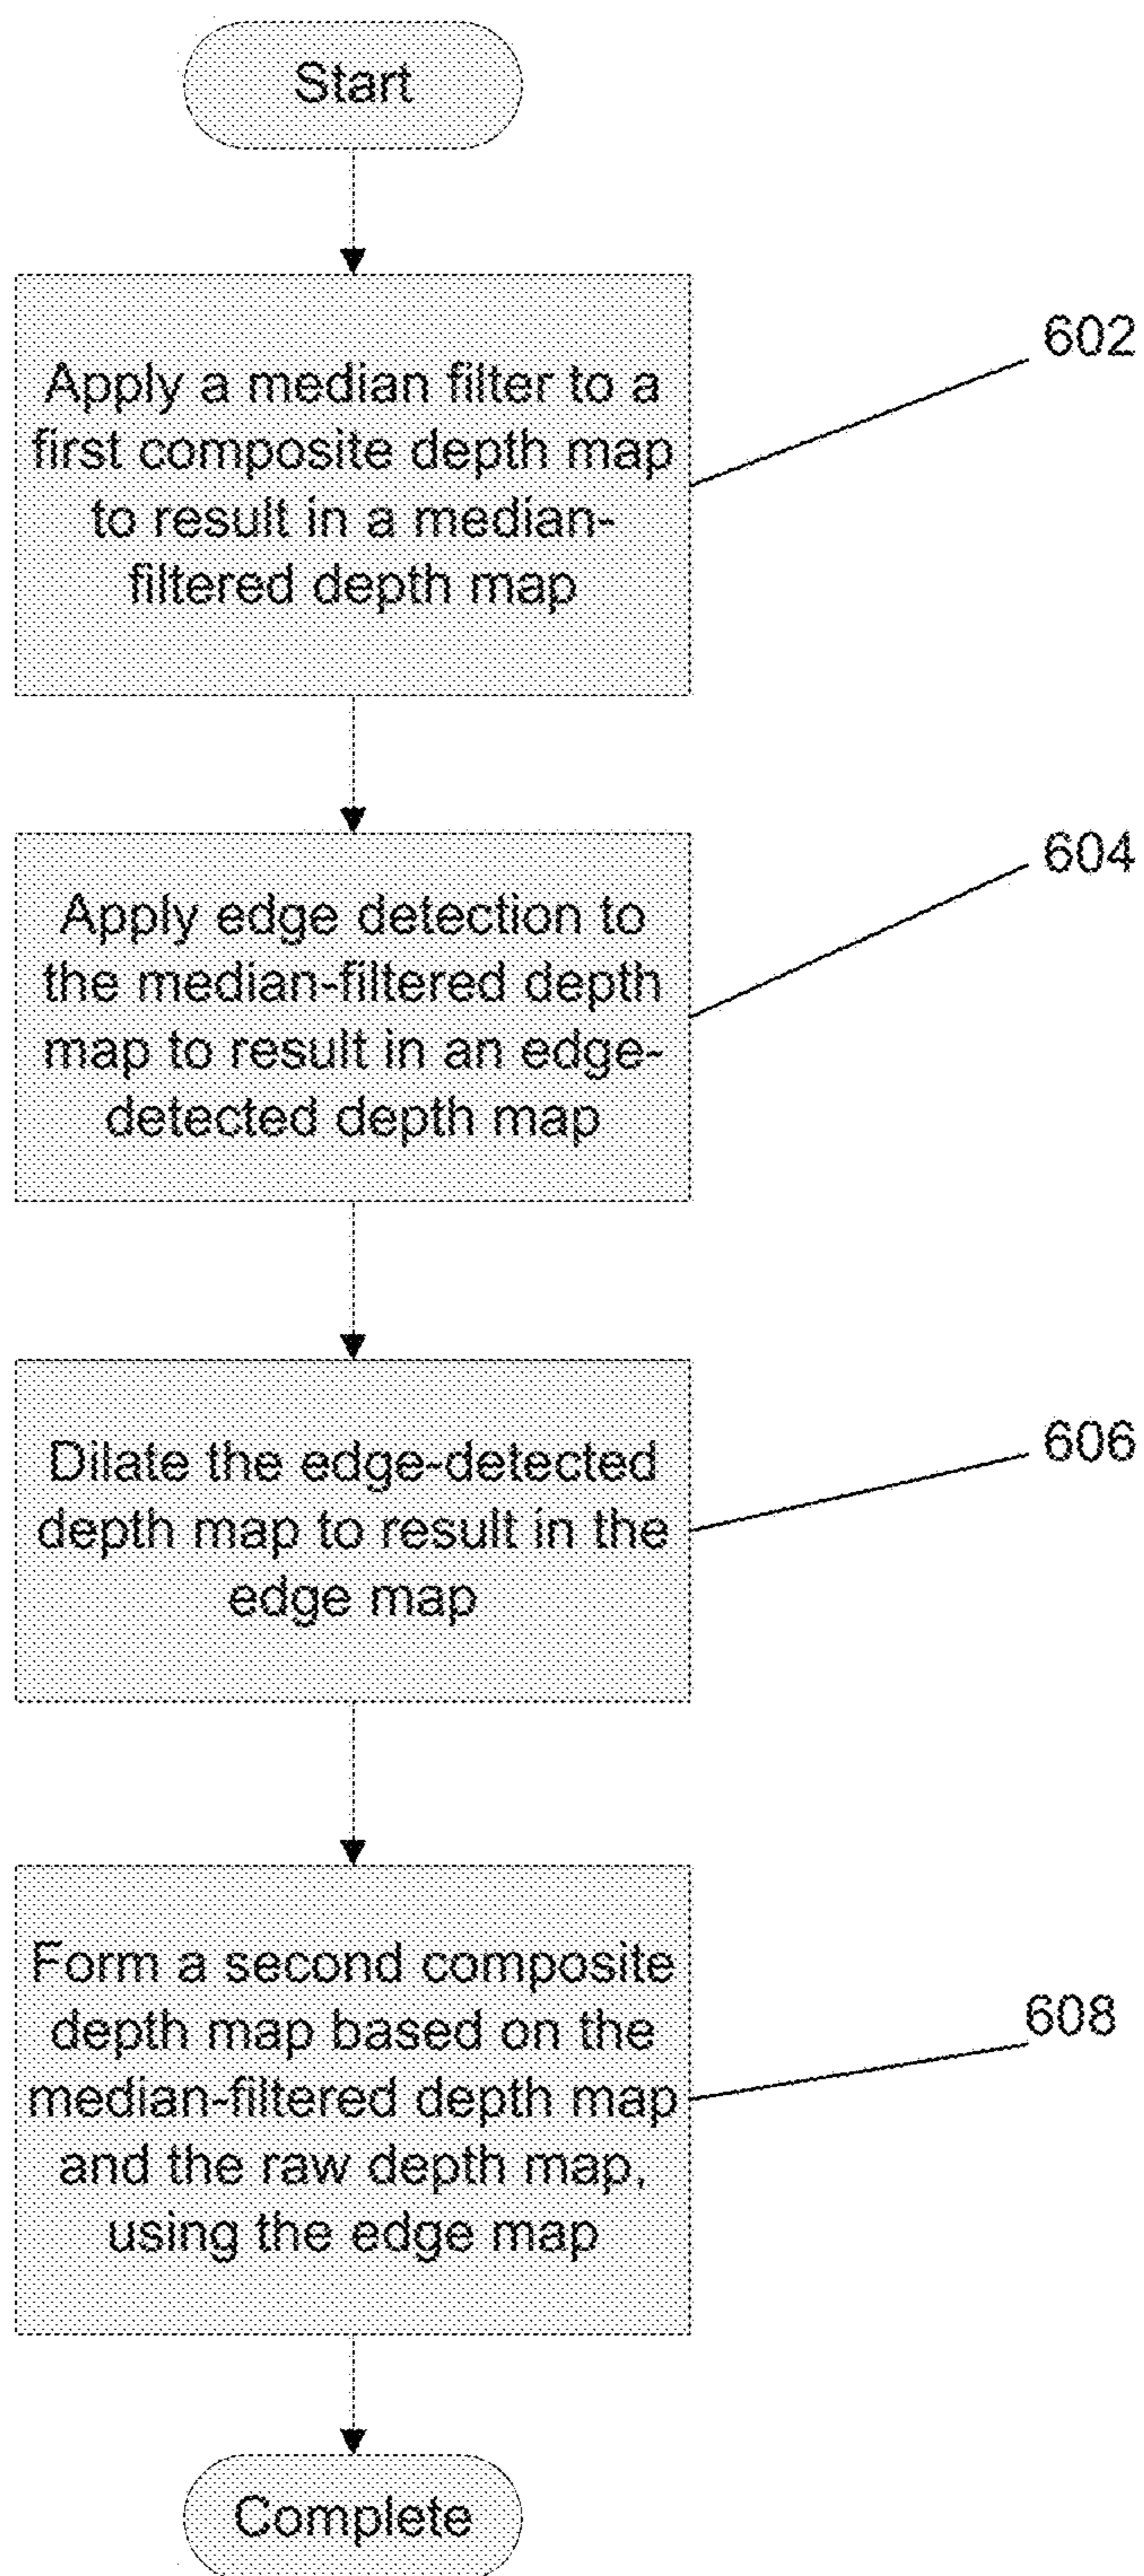 Start
602
Apply a median filter to a
first composite depth map
to result in a median-
filtered depth map
604
Apply edge detection to
the median-filtered depth
map to result in an edge-
detected depth map
606
Dilate the edge-detected
depth map to result in the
edge map
608
Form a second composite
depth map based on the
median-filtered depth map
and the raw depth map,
using the edge map
Complete